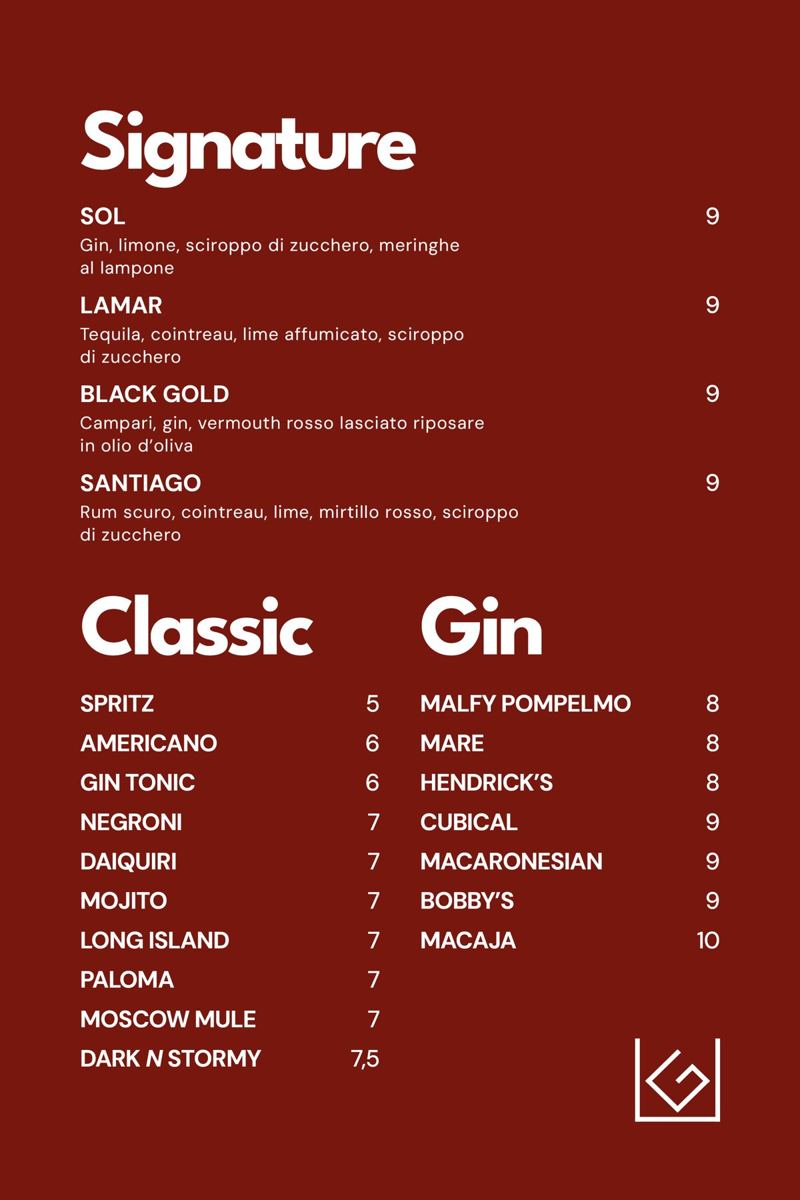 Signature
SOL 9
Gin, limone, sciroppo di zucchero, meringhe
al lampone
LAMAR 9
Tequila, cointreau, lime affumicato, sciroppo
di zucchero
BLACK GOLD 9
Campari, gin, vermouth rosso lasciato riposare
in olio d’oliva
SANTIAGO 9
Rum scuro, cointreau, lime, mirtillo rosso, sciroppo
di zucchero
Classic
SPRITZ 5
AMERICANO 6
GIN TONIC 6
NEGRONI 7
DAIQUIRI 7
MOJITO 7
LONG ISLAND 7
PALOMA 7
MOSCOW MULE 7
DARK N STORMY 7,5
Gin
MALFY POMPELMO 8
MARE 8
HENDRICK’S 8
CUBICAL 9
MACARONESIAN 9
BOBBY’S 9
MACAJA 10